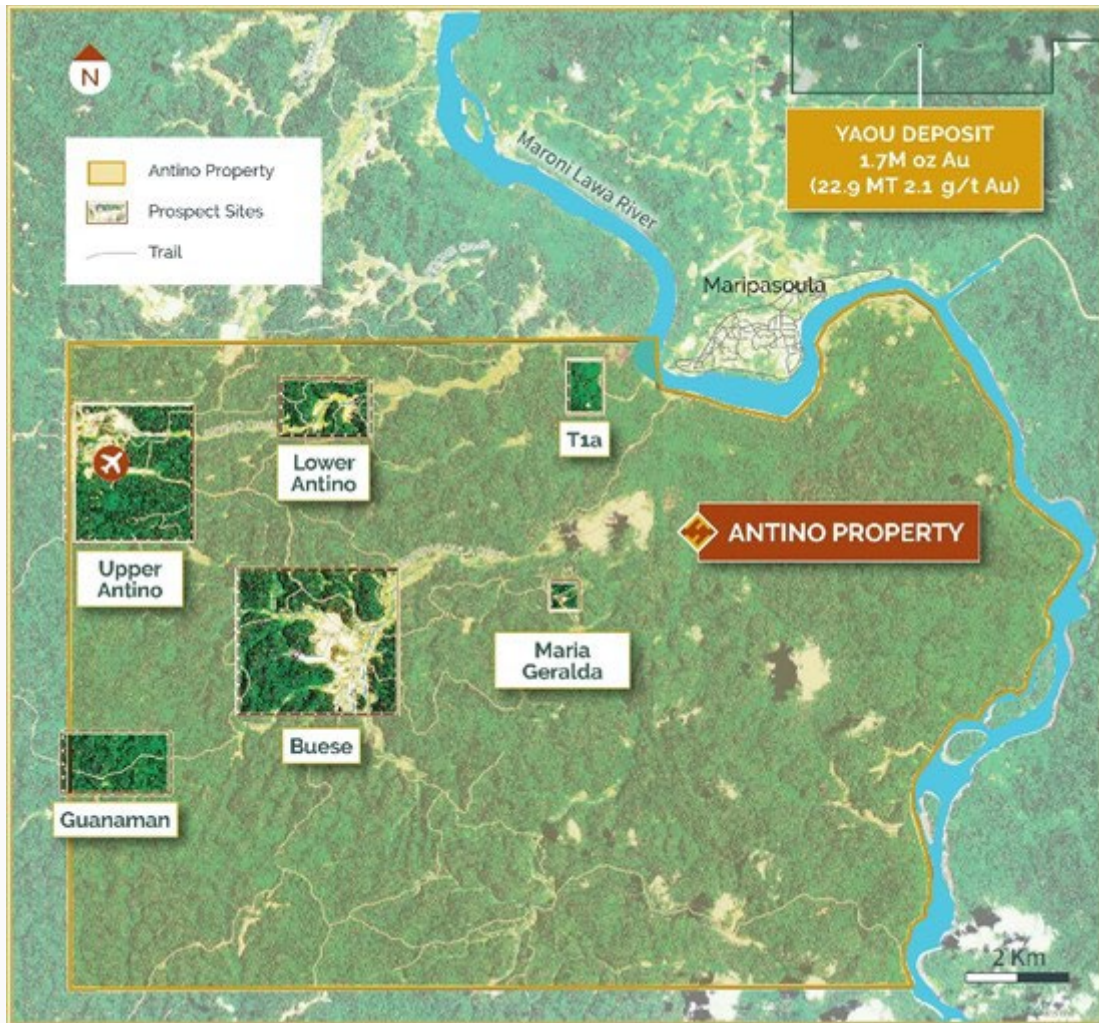 N
Antino Property
Prospect Sites
Trail
Maroni Lawa River
YAOU DEPOSIT
1.7M oz Au
(22.9 MT 2.1 g/t Au)
Maripasoula
T1a
Lower
Antino
Upper
Antino
ANTINO PROPERTY
Maria
Geralda
Buese
Guanaman
2 Km